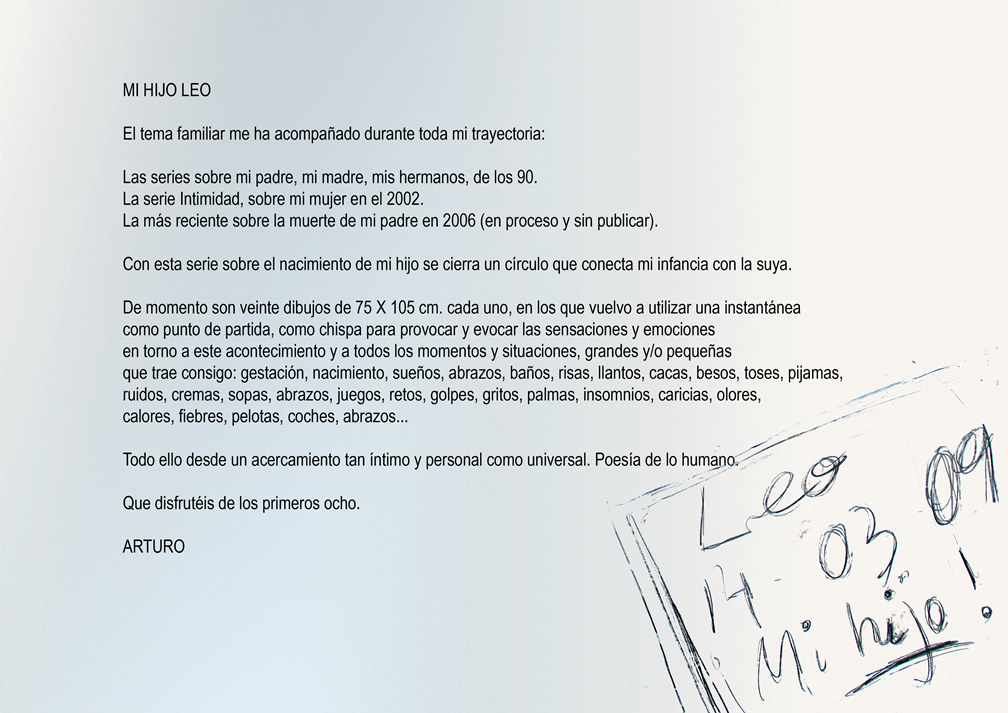 MI HIJO LEO
El tema familiar me ha acompañado durante toda mi trayectoria:
Las series sobre mi padre, mi madre, mis hermanos, de los 90.
La serie Intimidad, sobre mi mujer en el 2002.
La más reciente sobre la muerte de mi padre en 2006 (en proceso y sin publicar).
Con esta serie sobre el nacimiento de mi hijo se cierra un círculo que conecta mi infancia con la suya.
De momento son veinte dibujos de 75 X 105 cm. cada uno, en los que vuelvo a utilizar una instantánea
como punto de partida, como chispa para provocar y evocar las sensaciones y emociones
en torno a este acontecimiento y a todos los momentos y situaciones, grandes y/o pequeñas
que trae consigo: gestación, nacimiento, sueños, abrazos, baños, risas, llantos, cacas, besos, toses, pijamas,
ruidos, cremas, sopas, abrazos, juegos, retos, golpes, gritos, palmas, insomnios, caricias, olores,
calores, fiebres, pelotas, coches, abrazos...
Todo ello desde un acercamiento tan íntimo y personal como universal. Poesía de lo humano.
Que disfrutéis de los primeros ocho.
ARTURO
Leo
14-03 09
Mi hijo!